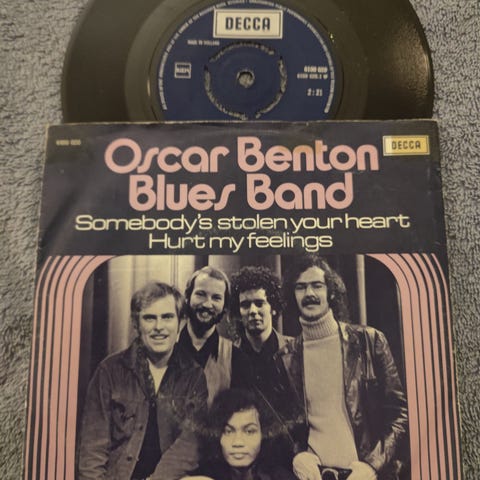 DECCA
MADE IN HOLLAND
2:21
DECCA
Oscar Benton
Blues Band
Somebody's stolen your heart
Hurt my feelings